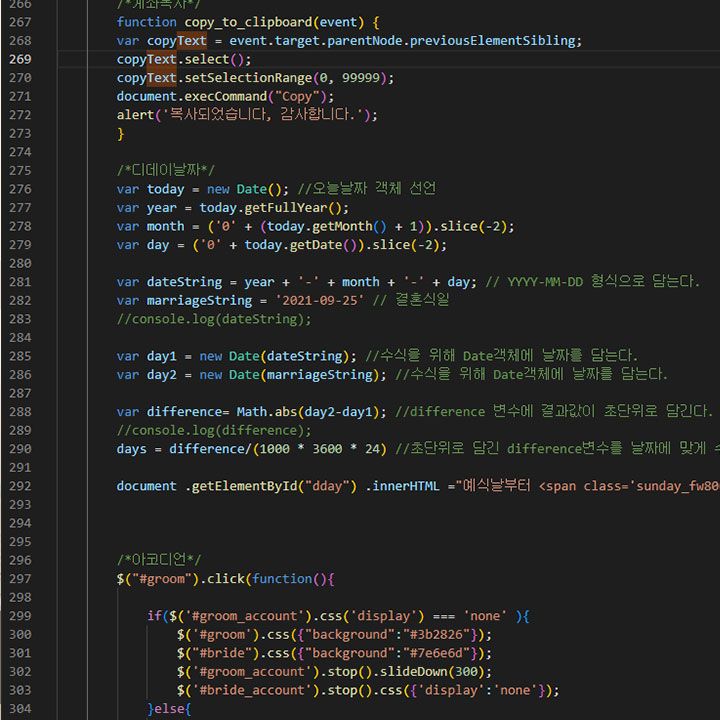 266 /*계좌복사*/
267 function copy_to_clipboard(event) {
268 var copyText = event.target.parentNode.previousElementSibling;
269 copyText.select();
270 copyText.setSelectionRange(0, 99999);
271 document.execCommand("Copy");
272 alert('복사되었습니다, 감사합니다.');
273 }
274
275 /*디데이날짜*/
276 var today = new Date(); //오늘날짜 객체 선언
277 var year = today.getFullYear();
278 var month = ('0' + (today.getMonth() + 1)).slice(-2);
279 var day = ('0' + today.getDate()).slice(-2);
280
281 var dateString = year + '-' + month + '-' + day; // YYYY-MM-DD 형식으로 담는다.
282 var marriageString = '2021-09-25' // 결혼식일
283 //console.log(dateString);
284
285 var day1 = new Date(dateString); //수식을 위해 Date객체에 날짜를 담는다.
286 var day2 = new Date(marriageString); //수식을 위해 Date객체에 날짜를 담는다.
287
288 var difference= Math.abs(day2-day1); //difference 변수에 결과값이 초단위로 담긴다.
289 //console.log(difference);
290 days = difference/(1000 * 3600 * 24) //초단위로 담긴 difference변수를 날짜에 맞게
291
292 document .getElementById("dday") .innerHTML ="예식날부터 <span class='sunday_fw80
293
294
295
296 /*아코디언*/
297 $("#groom").click(function(){
298
299 if($('#groom_account').css('display') === 'none' ){
300 $('#groom').css({"background":"#3b2826"});
301 $('#bride').css({"background":"#7e6e6d"});
302 $('#groom_account').stop().slideDown(300);
303 $('#bride_account').stop().css({'display':'none'});
304 }else{